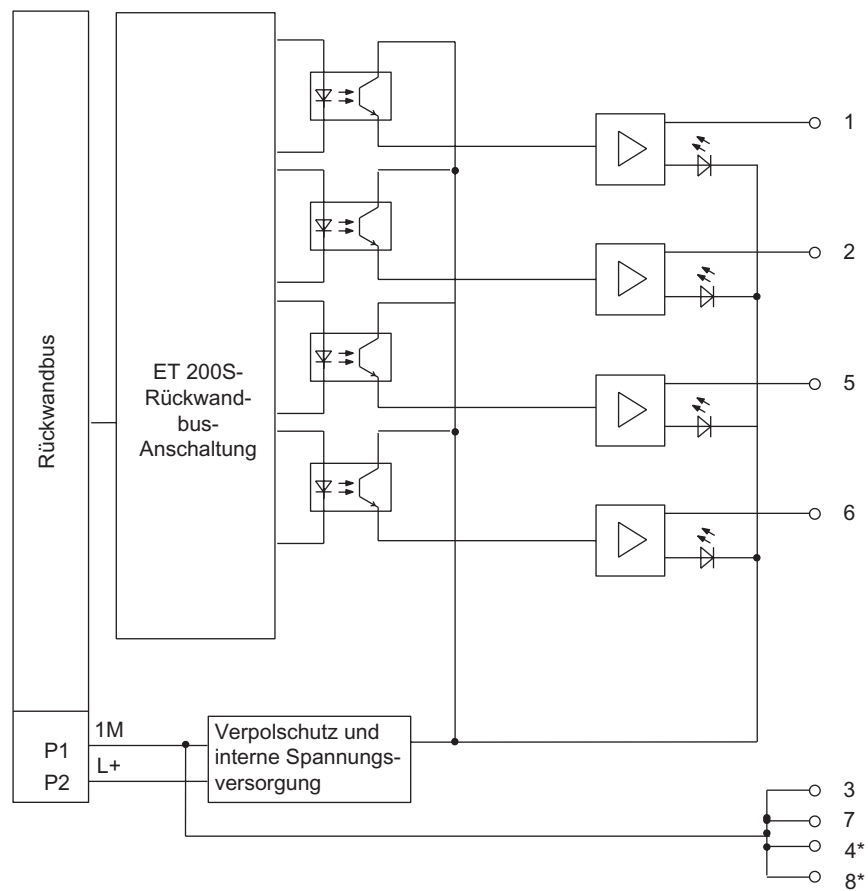 1
2
5
6
Rückwandbus
ET 200S-
Rückwand-
bus-
Anschaltung
P1
P2
1M
L+
Verpolschutz und
interne Spannungs-
versorgung
3
7
4*
8*